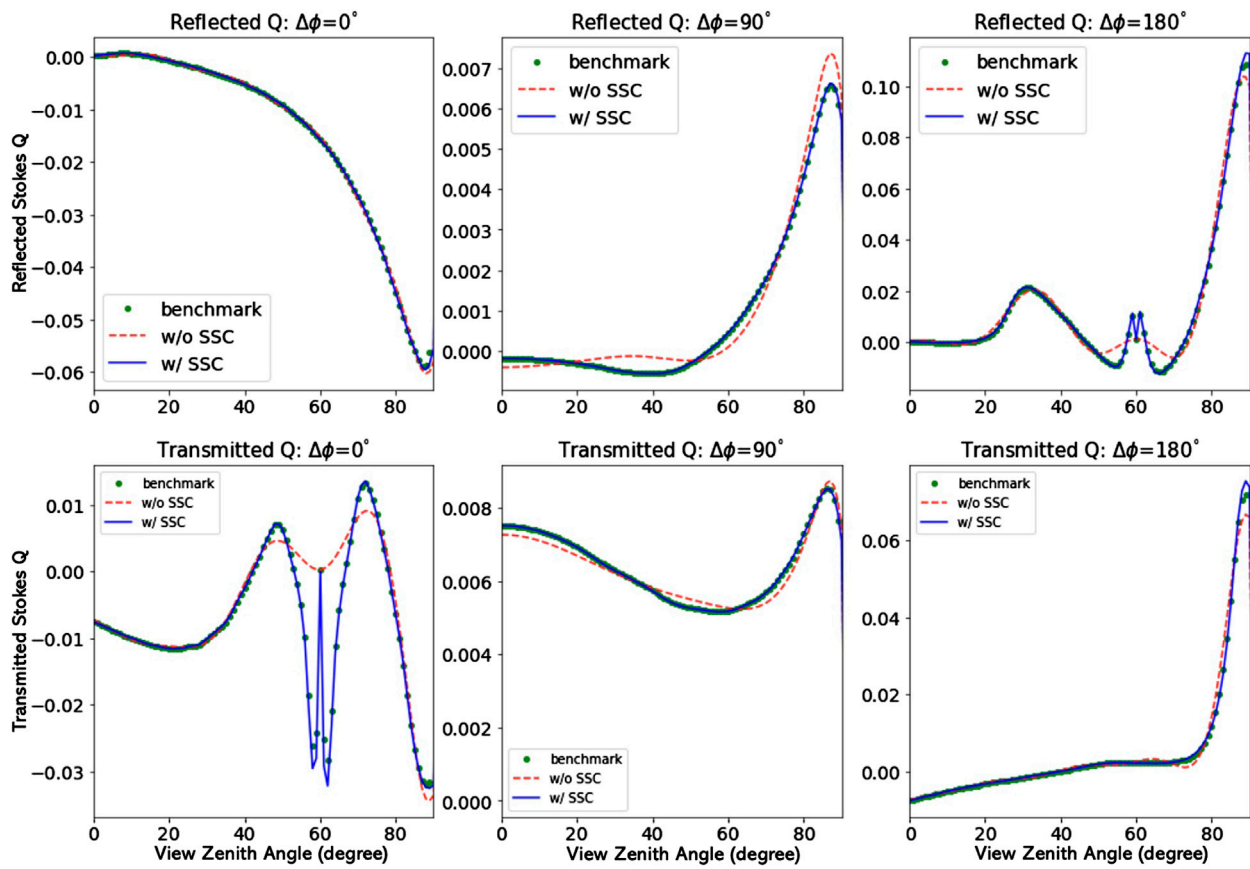 Reflected Q: Δϕ=0°
Reflected Q: Δϕ=90°
Reflected Q: Δϕ=180°
Reflected Stokes Q
0.00
−0.01
−0.02
−0.03
−0.04
−0.05
−0.06
benchmark
w/o SSC
w/ SSC
0 20 40 60 80
0.007
0.006
0.005
0.004
0.003
0.002
0.001
0.000
benchmark
w/o SSC
w/ SSC
0 20 40 60 80
0.10
0.08
0.06
0.04
0.02
0.00
benchmark
w/o SSC
w/ SSC
0 20 40 60 80
Transmitted Q: Δϕ=0°
Transmitted Q: Δϕ=90°
Transmitted Q: Δϕ=180°
Transmitted Stokes Q
0.01
0.00
−0.01
−0.02
−0.03
benchmark
w/o SSC
w/ SSC
0 20 40 60 80
View Zenith Angle (degree)
0.008
0.006
0.004
0.002
0.000
benchmark
w/o SSC
w/ SSC
0 20 40 60 80
View Zenith Angle (degree)
0.06
0.04
0.02
0.00
benchmark
w/o SSC
w/ SSC
0 20 40 60 80
View Zenith Angle (degree)